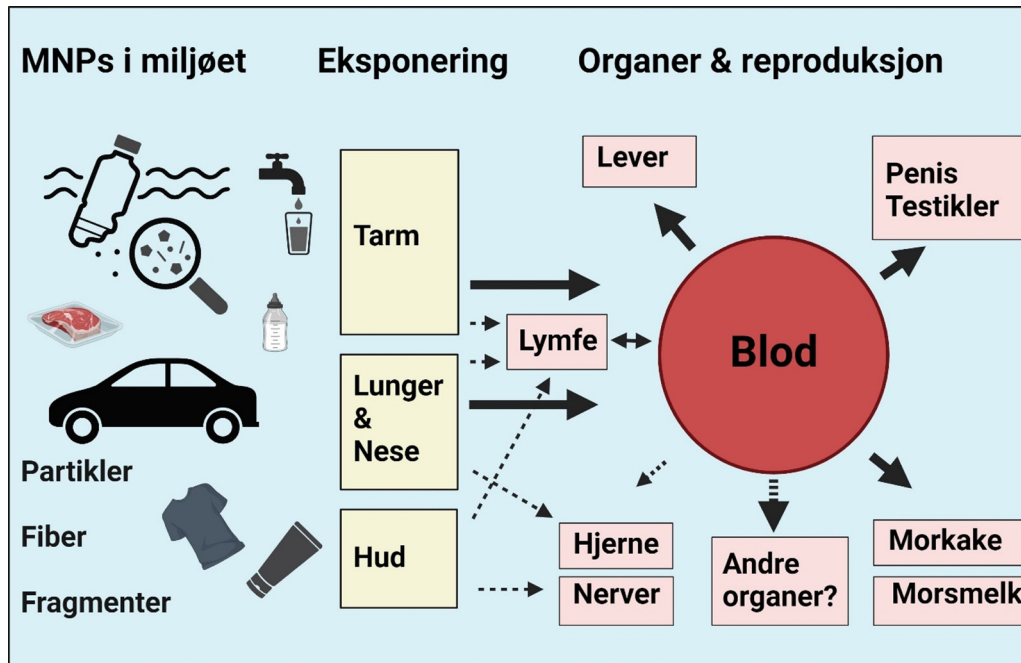 MNPs i miljøet
Eksponering
Organer & reproduksjon
Lever
Penis
Testikler
Tarm
Lymfe
Blod
Lunger
&
Nese
Partikler
Fiber
Fragmenter
Hud
Hjerne
Nerver
Andre
organer?
Morkake
Morsmelk